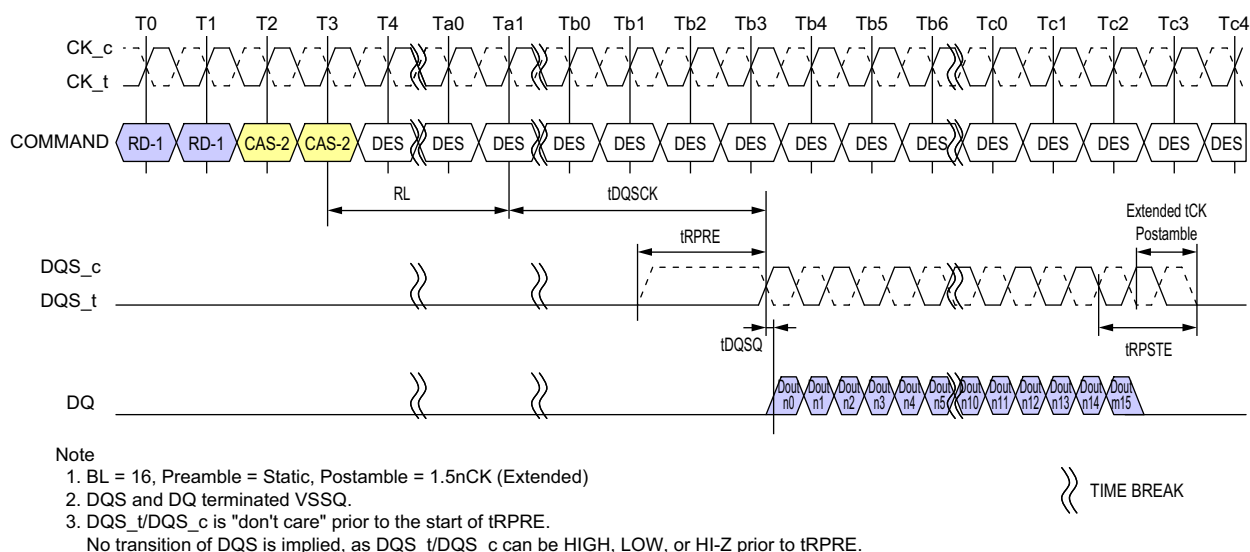 T0 T1 T2 T3 T4 Ta0 Ta1 Tb0 Tb1 Tb2 Tb3 Tb4 Tb5 Tb6 Tc0 Tc1 Tc2 Tc3 Tc4
CK_c
CK_t
COMMAND RD-1 RD-1 CAS-2 CAS-2 DES DES DES DES DES DES DES DES DES DES DES DES DES DES DES
RL tDQSCK
Extended tCK
Postamble
tRPRE
DQS_c
DQS_t
tDQSQ
tRPSTE
DQ
Dout n0 Dout n1 Dout n2 Dout n3 Dout n4 Dout n5 Dout n10 Dout n11 Dout n12 Dout n13 Dout n14 Dout m15
Note
1. BL = 16, Preamble = Static, Postamble = 1.5nCK (Extended)
2. DQS and DQ terminated VSSQ.
3. DQS_t/DQS_c is "don't care" prior to the start of tRPRE.
No transition of DQS is implied, as DQS_t/DQS_c can be HIGH, LOW, or HI-Z prior to tRPRE.
TIME BREAK